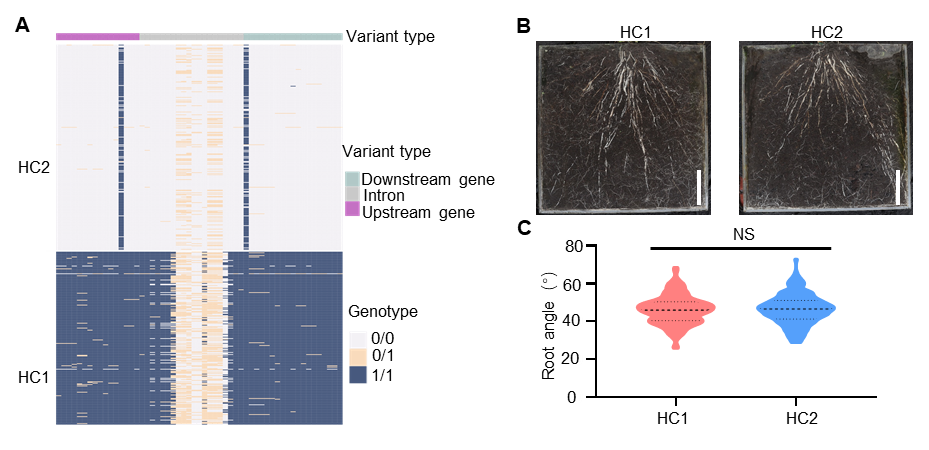 A
Variant type
HC2
HC1
Variant type
Downstream gene
Intron
Upstream gene
Genotype
0/0
0/1
1/1
B
HC1
HC2
C
NS
Root angle (°)
80
60
40
20
0
HC1
HC2